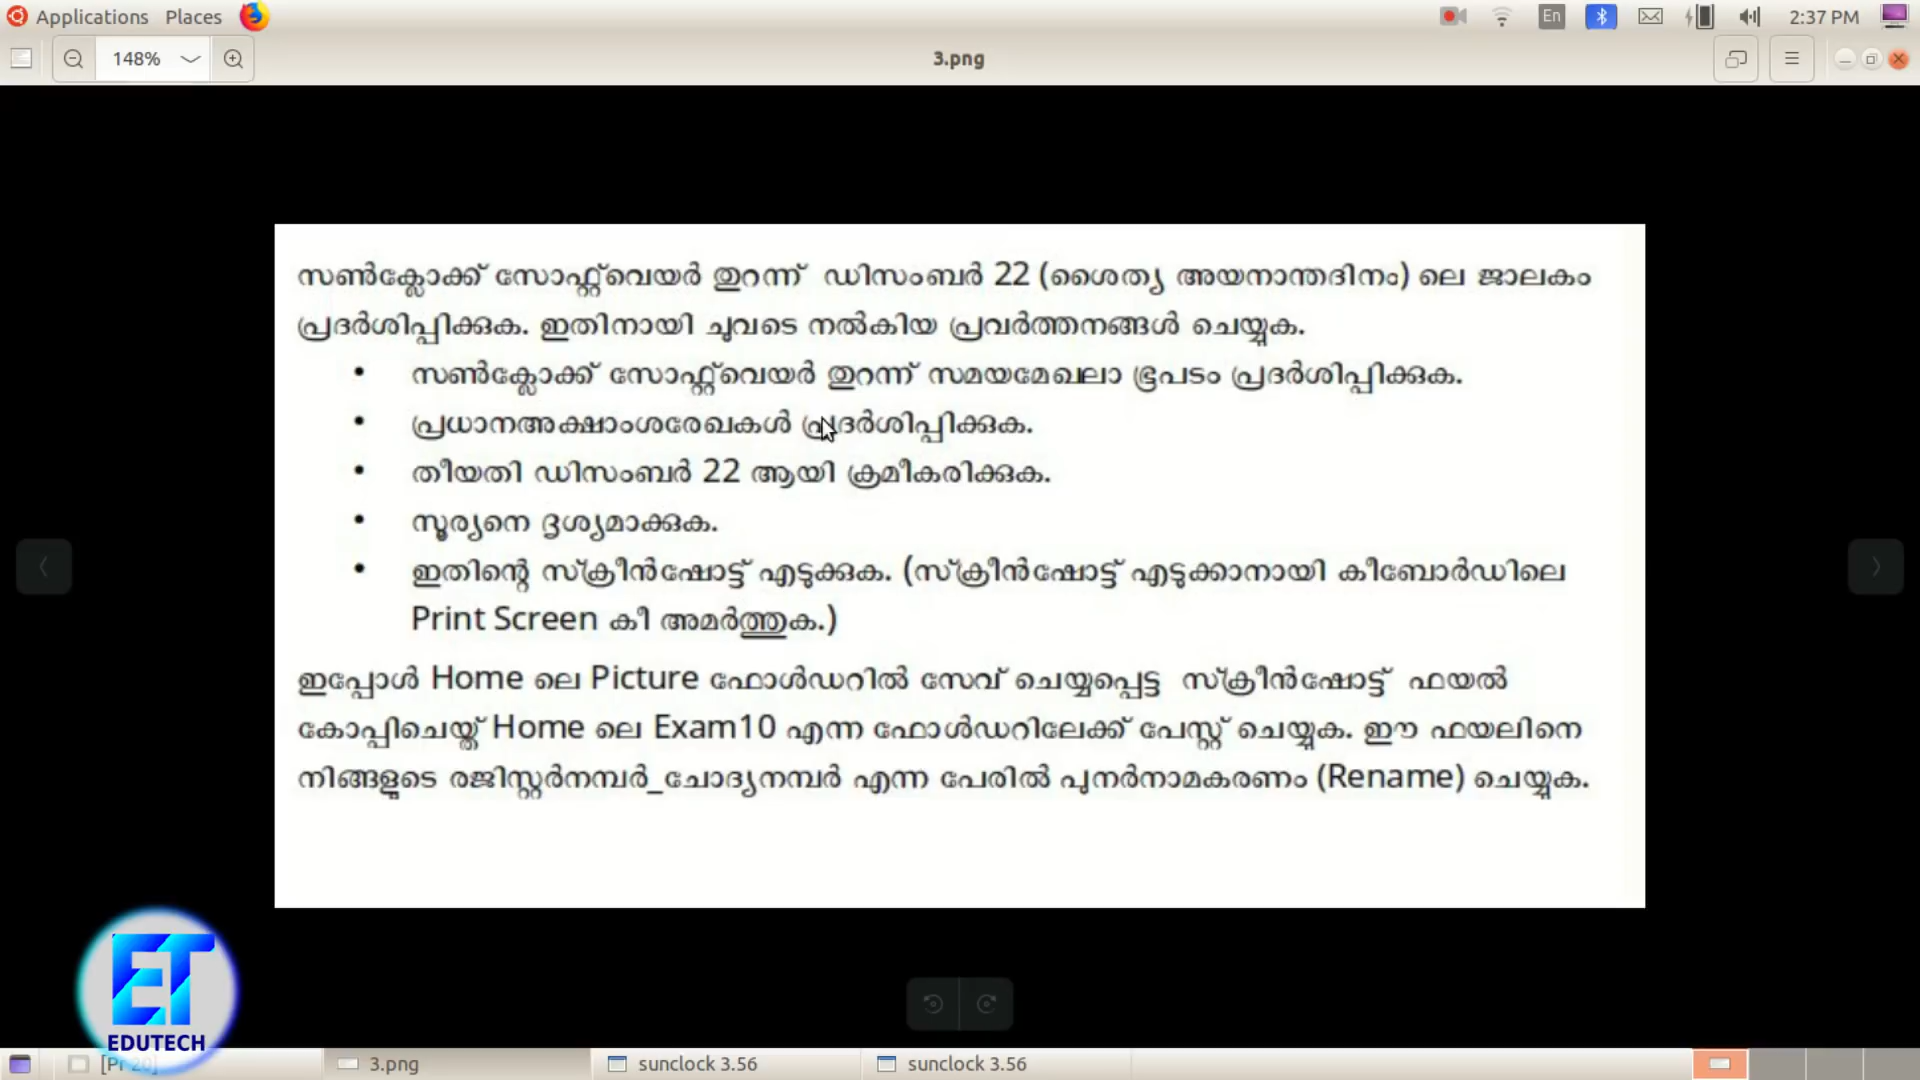 Applications Places En 2:37 PM
148% 3.png
സൺക്ലോക്ക് സോഫ്റ്റ്‌വെയർ തുറന്ന് ഡിസംബർ 22 (ശൈത്യ അയനാന്തദിനം) ലെ ജാലകം
പ്രദർശിപ്പിക്കുക. ഇതിനായി ചുവടെ നൽകിയ പ്രവർത്തനങ്ങൾ ചെയ്യുക.
• സൺക്ലോക്ക് സോഫ്റ്റ്‌വെയർ തുറന്ന് സമയമേഖലാ ഭൂപടം പ്രദർശിപ്പിക്കുക.
• പ്രധാനഅക്ഷാംശരേഖകൾ പ്രദർശിപ്പിക്കുക.
• തീയതി ഡിസംബർ 22 ആയി ക്രമീകരിക്കുക.
• സൂര്യനെ ദൃശ്യമാക്കുക.
• ഇതിന്റെ സ്ക്രീൻഷോട്ട് എടുക്കുക. (സ്ക്രീൻഷോട്ട് എടുക്കാനായി കീബോർഡിലെ
Print Screen കീ അമർത്തുക.)
ഇപ്പോൾ Home ലെ Picture ഫോൾഡറിൽ സേവ് ചെയ്യപ്പെട്ട സ്ക്രീൻഷോട്ട് ഫയൽ
കോപ്പിചെയ്ത് Home ലെ Exam10 എന്ന ഫോൾഡറിലേക്ക് പേസ്റ്റ് ചെയ്യുക. ഈ ഫയലിനെ
നിങ്ങളുടെ രജിസ്റ്റർനമ്പർ_ചോദ്യനമ്പർ എന്ന പേരിൽ പുനർനാമകരണം (Rename) ചെയ്യുക.
ET
EDUTECH
3.png sunclock 3.56 sunclock 3.56